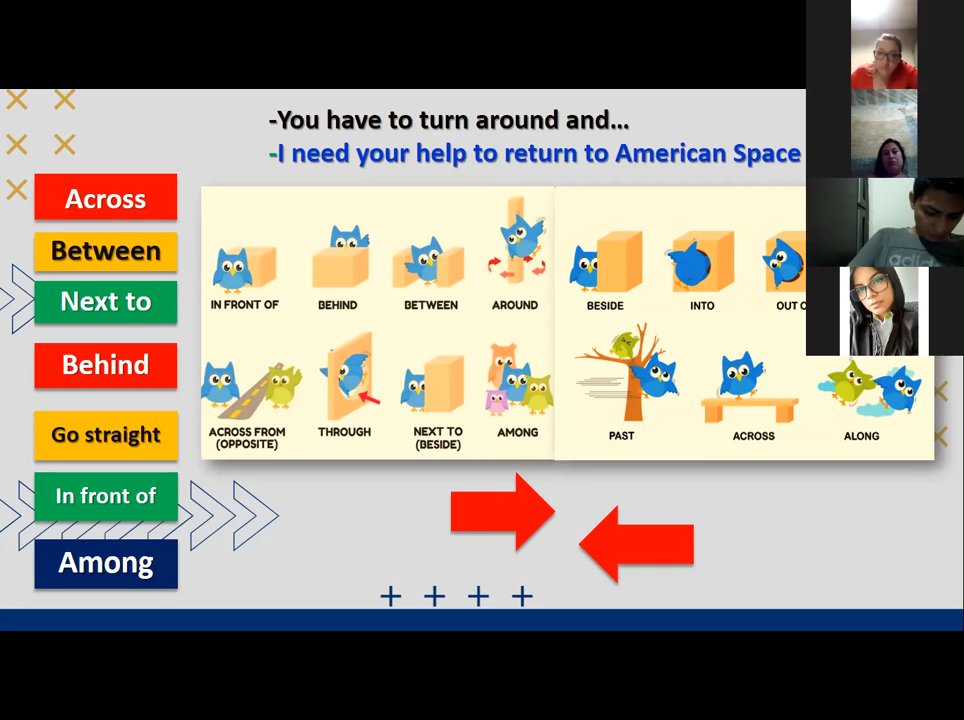 -You have to turn around and...
-I need your help to return to American Space
Across
Between
Next to
Behind
Go straight
In front of
Among
IN FRONT OF
BEHIND
BETWEEN
AROUND
BESIDE
INTO
OUT O
ACROSS FROM
(OPPOSITE)
THROUGH
NEXT TO
(BESIDE)
AMONG
PAST
ACROSS
ALONG